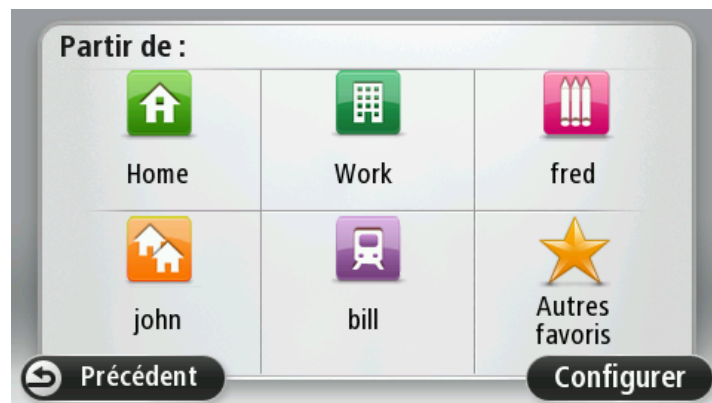 Partir de :
Home
Work
fred
john
bill
Autres
favoris
Précédent
Configurer